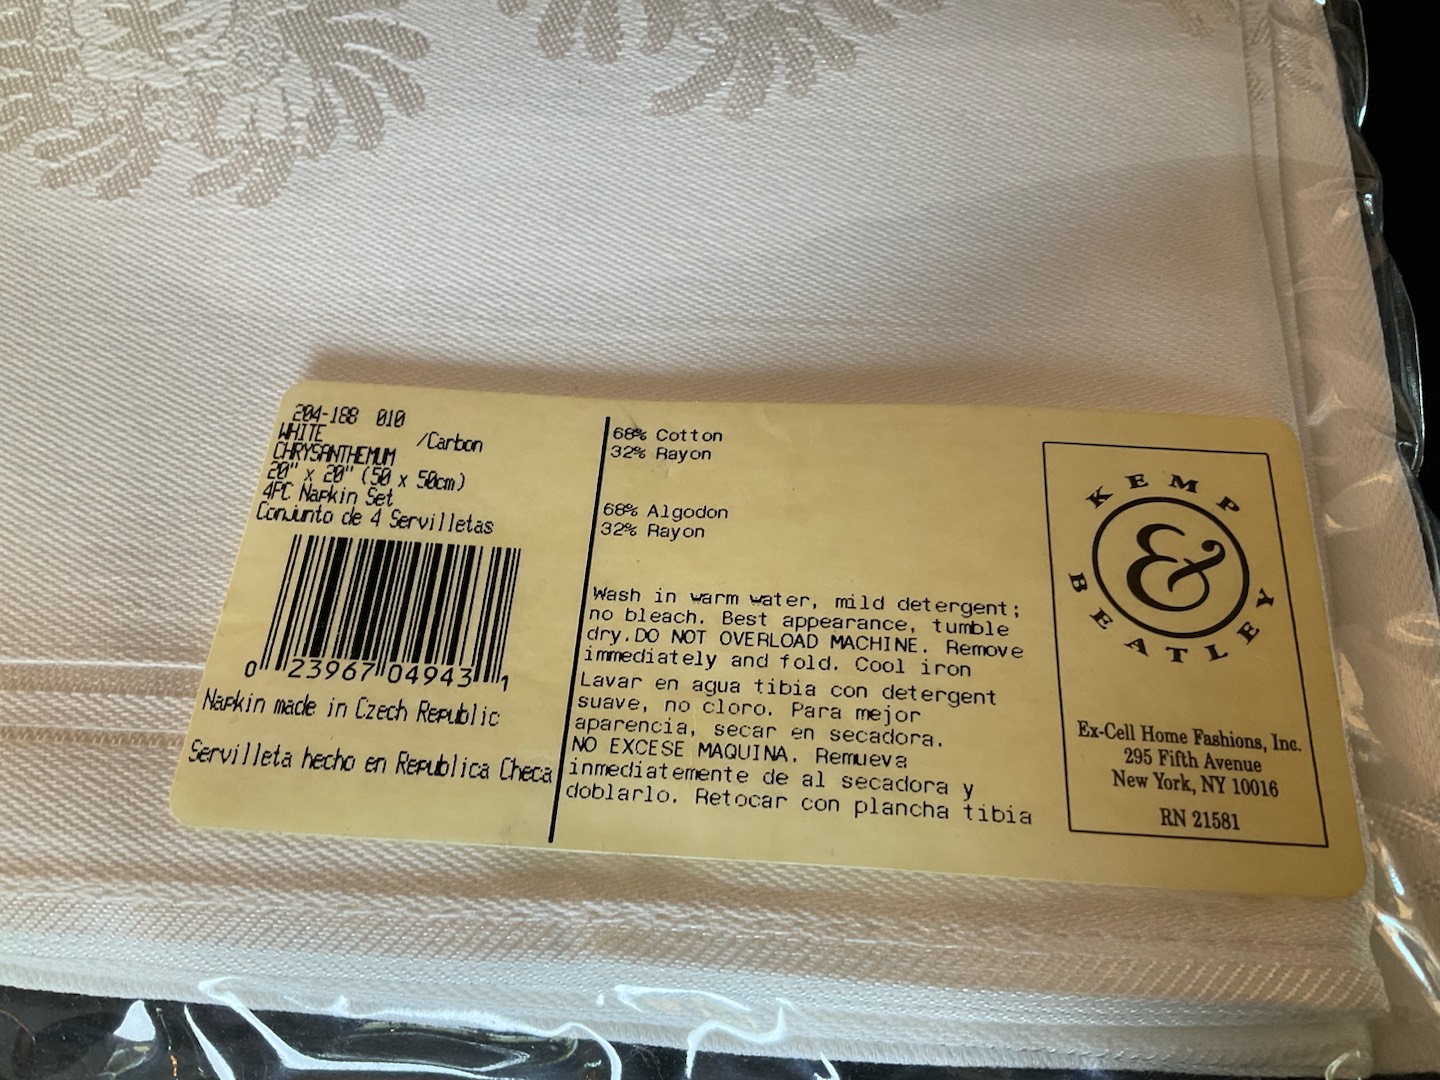 204-188 010
WHITE /Carbon
CHRYSANTHEMUM
20" x 20" (50 x 50cm)
4PC Napkin Set
Conjunto de 4 Servilletas
0 23967 04943 1
Napkin made in Czech Republic
Servilleta hecho en Republica Checa
68% Cotton
32% Rayon
68% Algodon
32% Rayon
Wash in warm water, mild detergent;
no bleach. Best appearance, tumble
dry.DO NOT OVERLOAD MACHINE. Remove
immediately and fold. Cool iron
Lavar en agua tibia con detergent
suave, no cloro. Para mejor
aparencia, secar en secadora.
NO EXCESE MAQUINA. Remueva
inmediatemente de al secadora y
doblarlo. Retocar con plancha tibia
KEMP
&
BEATLEY
Ex-Cell Home Fashions, Inc.
295 Fifth Avenue
New York, NY 10016
RN 21581